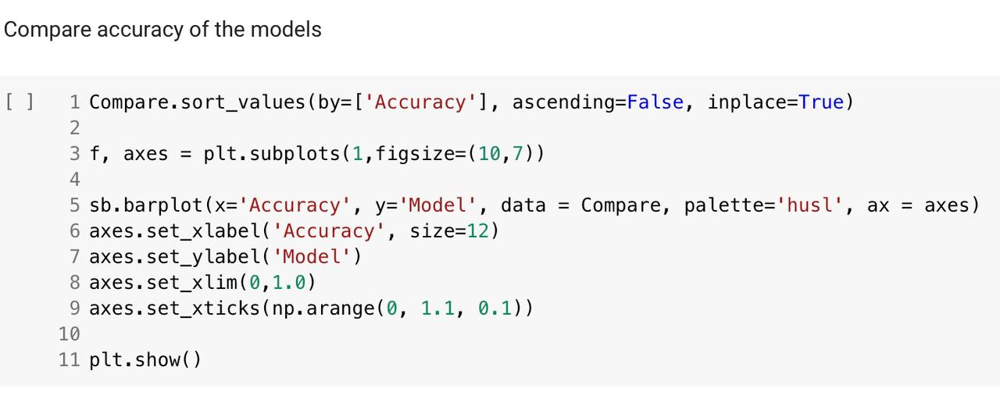 Compare accuracy of the models
[ ] 1 Compare.sort_values(by=['Accuracy'], ascending=False, inplace=True)
2
3 f, axes = plt.subplots(1,figsize=(10,7))
4
5 sb.barplot(x='Accuracy', y='Model', data = Compare, palette='husl', ax = axes)
6 axes.set_xlabel('Accuracy', size=12)
7 axes.set_ylabel('Model')
8 axes.set_xlim(0,1.0)
9 axes.set_xticks(np.arange(0, 1.1, 0.1))
10
11 plt.show()